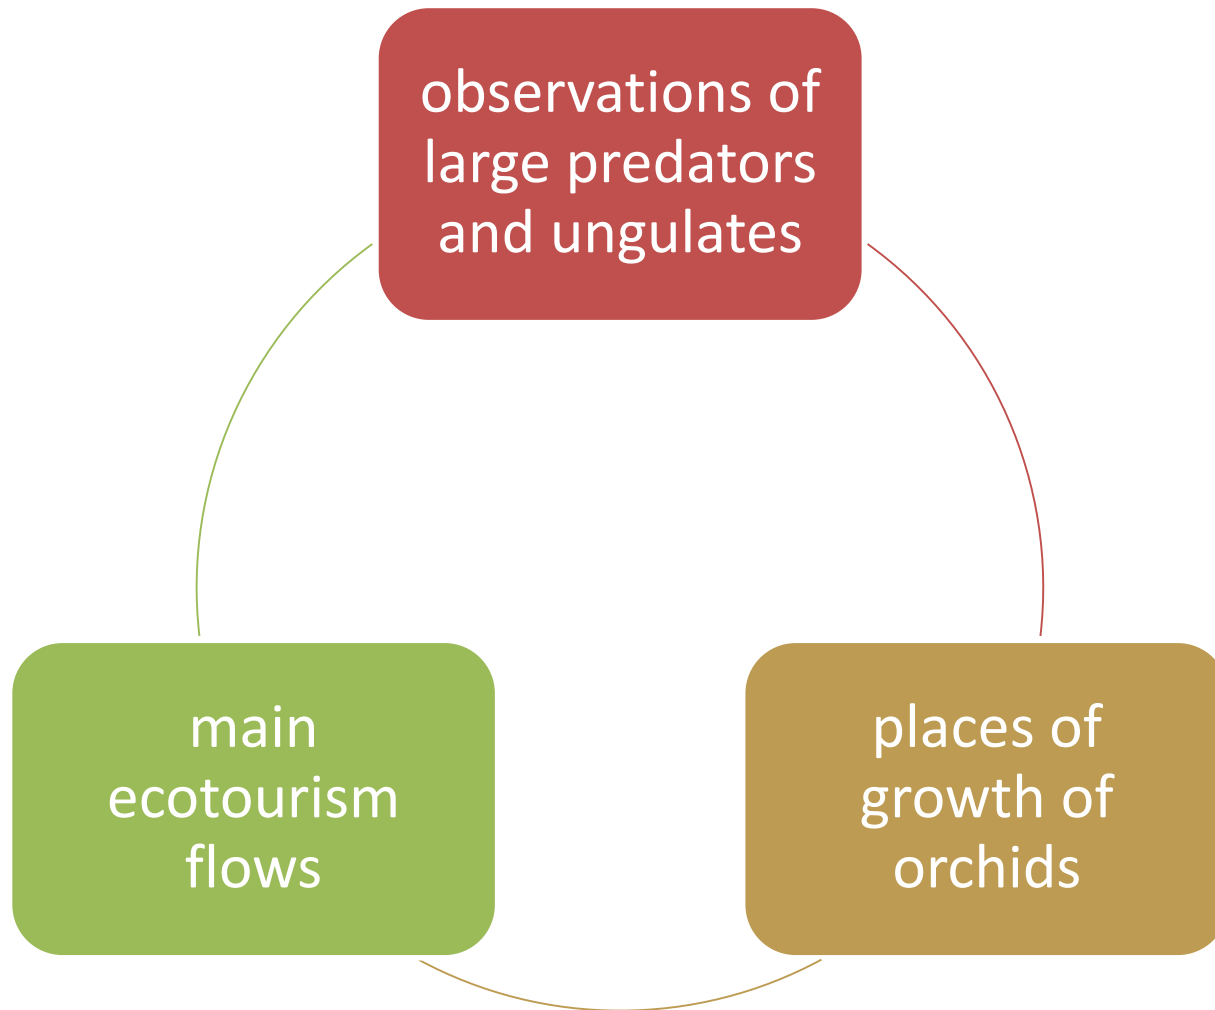 observations of
large predators
and ungulates
main
ecotourism
flows
places of
growth of
orchids